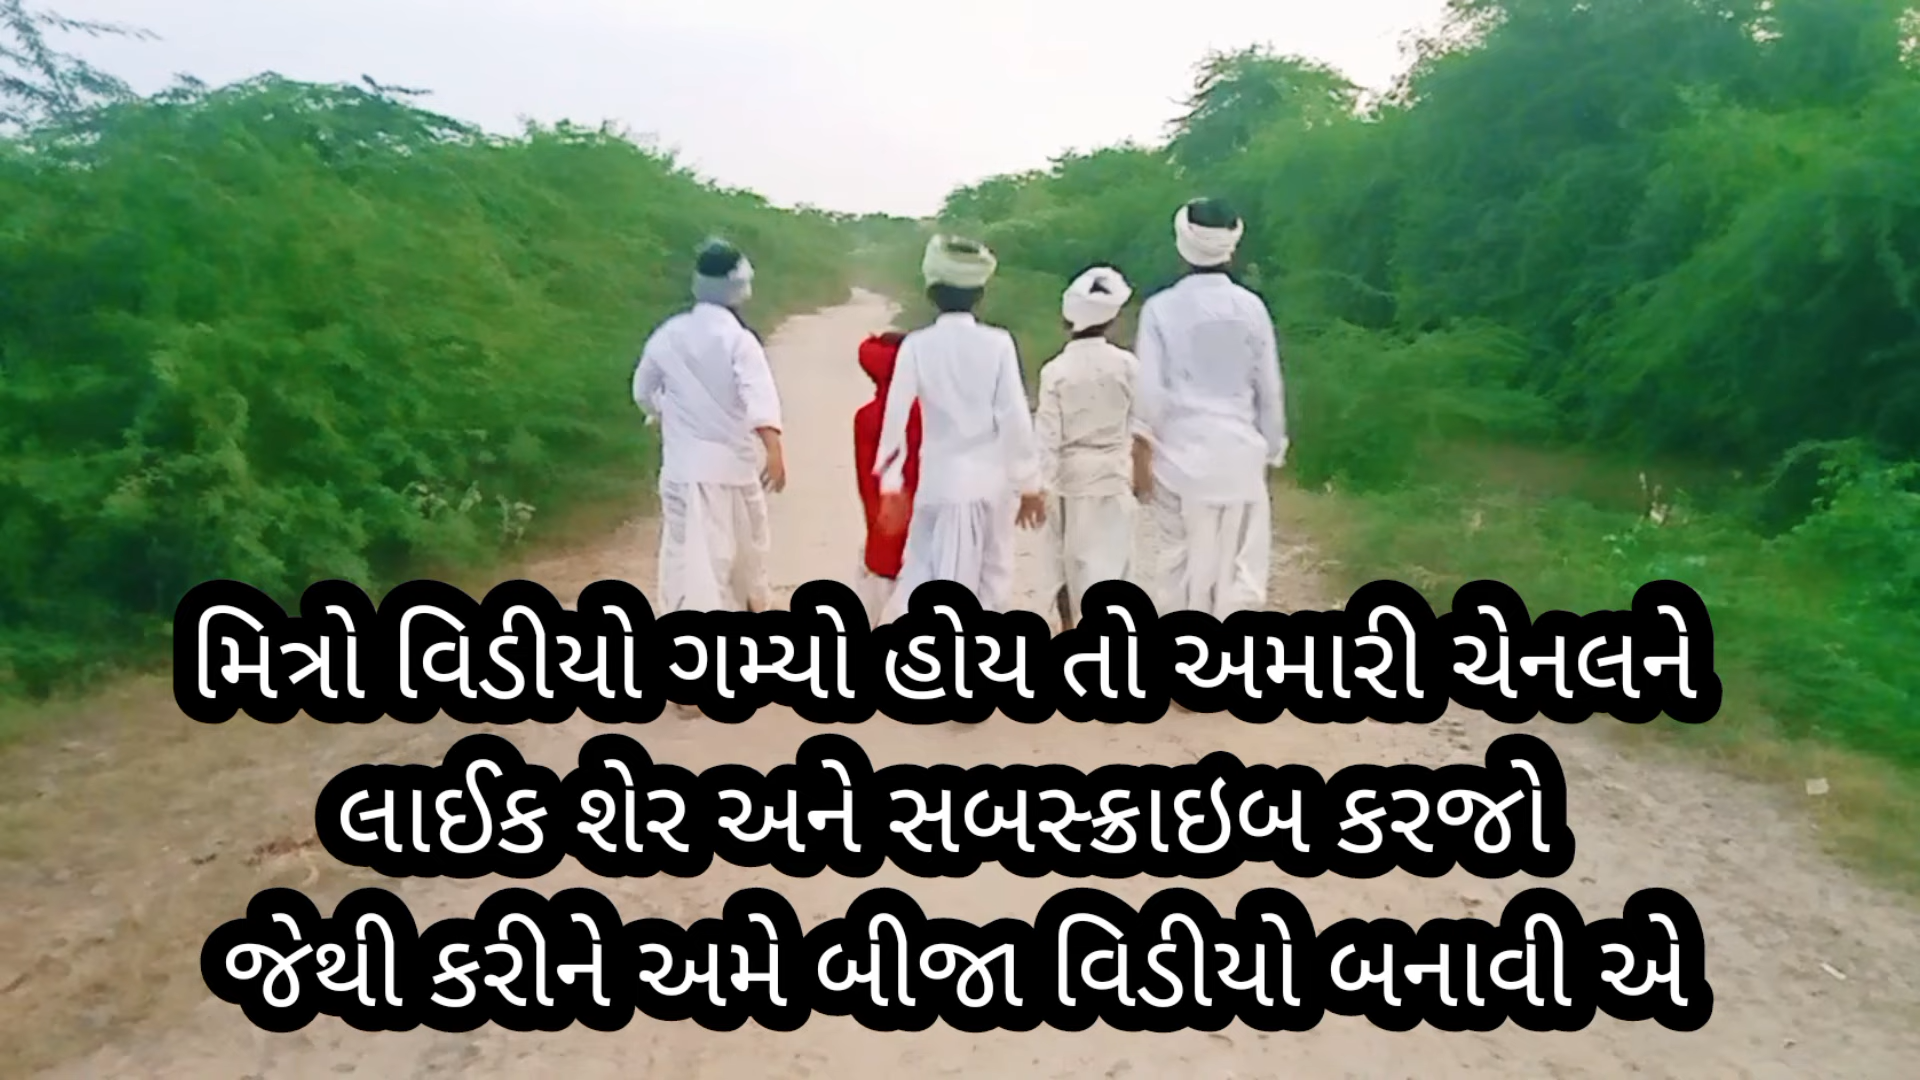 મિત્રો વિડીયો ગમ્યો હોય તો અમારી ચેનલને
લાઈક શેર અને સબસ્ક્રાઇબ કરજો
જેથી કરીને અમે બીજા વિડીયો બનાવી એ